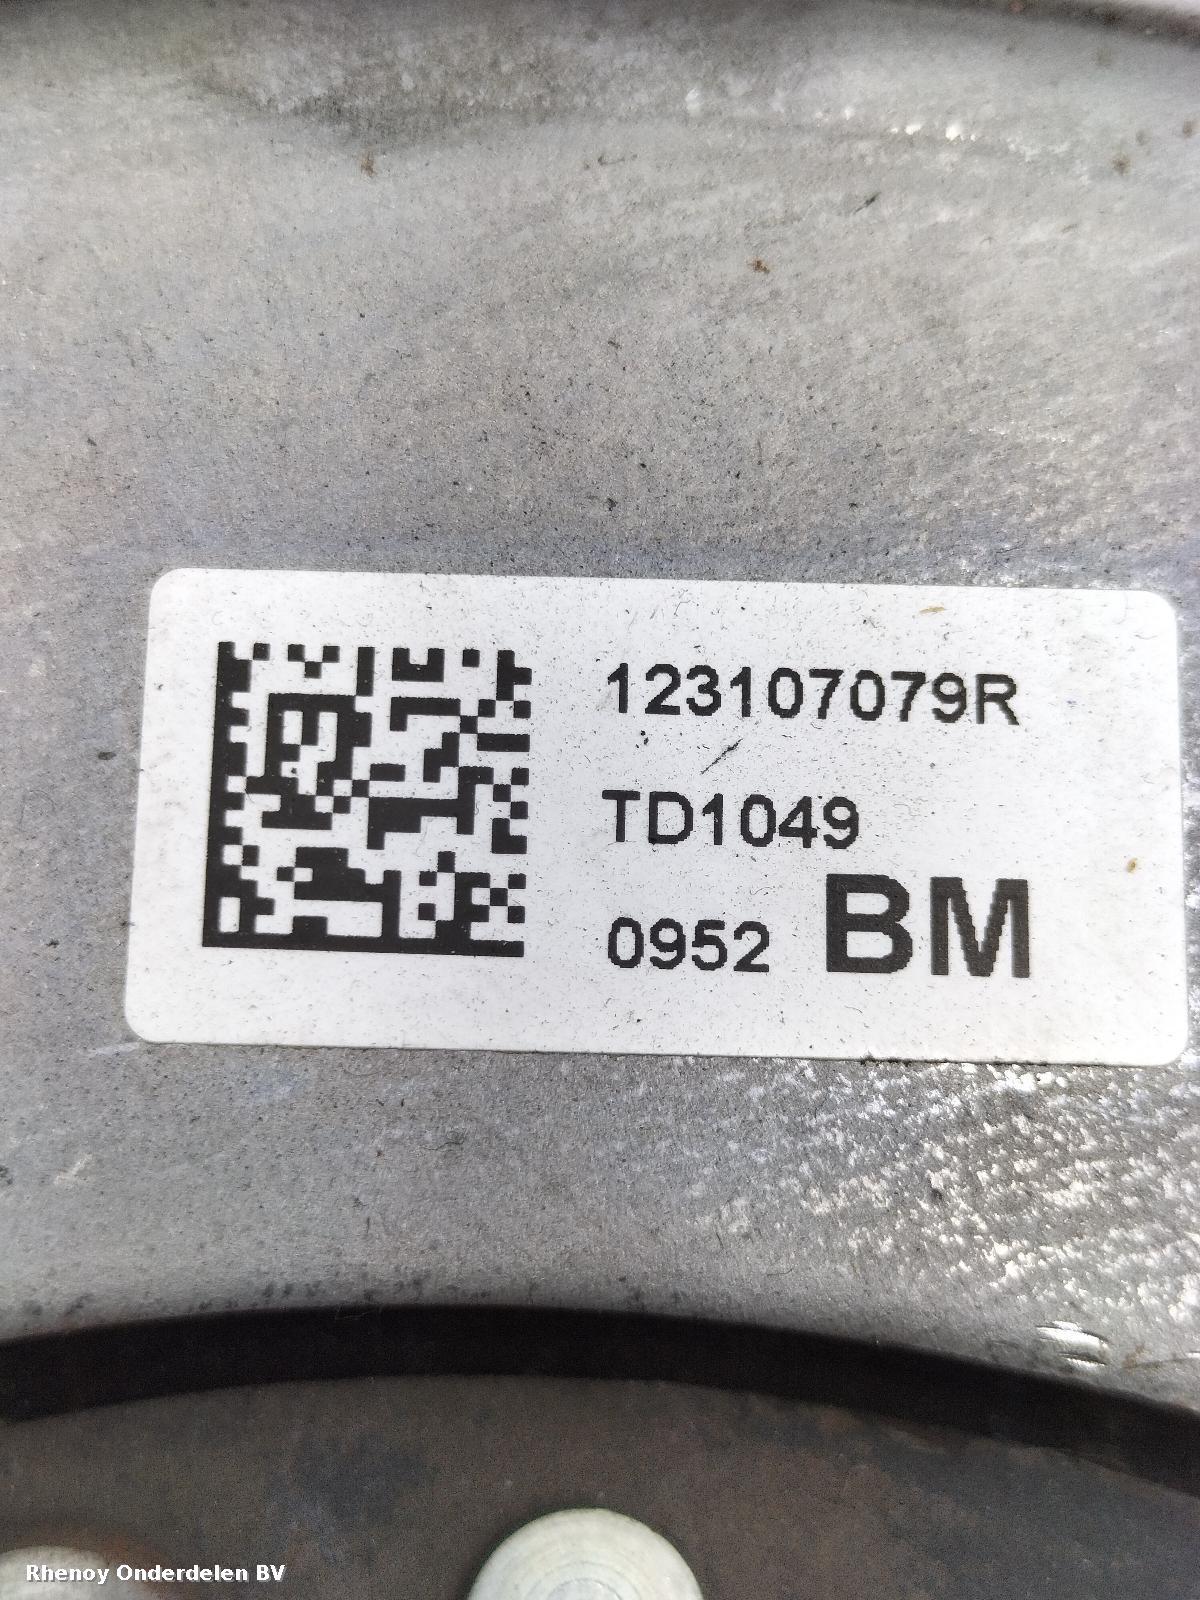 123107079R
TD1049
0952 BM
Rhenoy Onderdelen BV